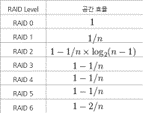 RAID Level 공간 효율
RAID 0 1
RAID 1 1/n
RAID 2 1 − 1/n × log₂(n − 1)
RAID 3 1 − 1/n
RAID 4 1 − 1/n
RAID 5 1 − 1/n
RAID 6 1 − 2/n